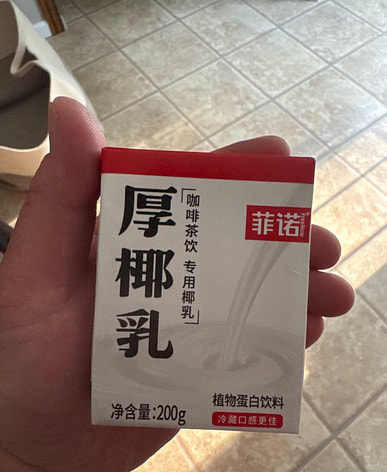 厚椰乳
「咖啡茶饮
专用椰乳」
菲诺
净含量:200g
植物蛋白饮料
冷藏口感更佳